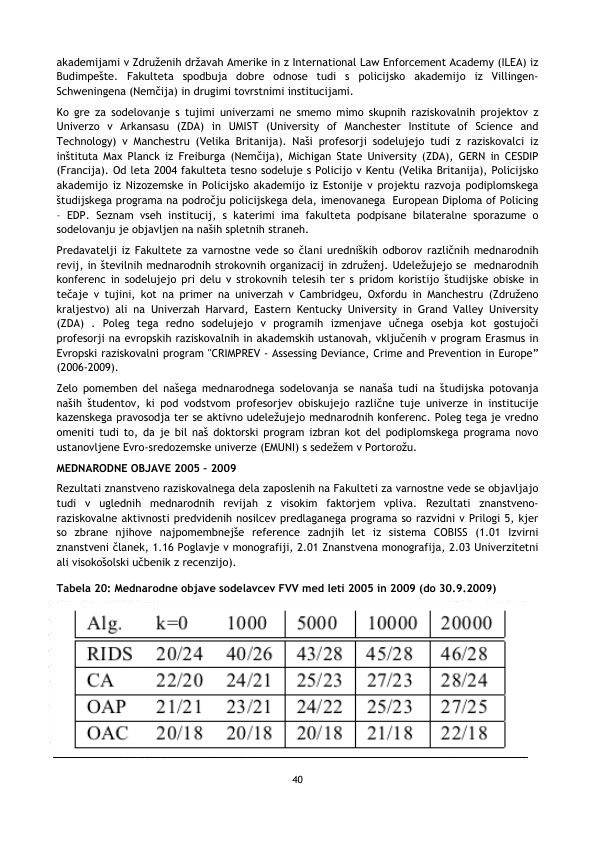 akademijami v Združenih državah Amerike in z International Law Enforcement Academy (ILEA) iz
Budimpešte. Fakulteta spodbuja dobre odnose tudi s policijsko akademijo iz Villingen-
Schweningena (Nemčija) in drugimi tovrstnimi institucijami.
Ko gre za sodelovanje s tujimi univerzami ne smemo mimo skupnih raziskovalnih projektov z
Univerzo v Arkansasu (ZDA) in UMIST (University of Manchester Institute of Science and
Technology) v Manchestru (Velika Britanija). Naši profesorji sodelujejo tudi z raziskovalci iz
inštituta Max Planck iz Freiburga (Nemčija), Michigan State University (ZDA), GERN in CESDIP
(Francija). Od leta 2004 fakulteta tesno sodeluje s Policijo v Kentu (Velika Britanija), Policijsko
akademijo iz Nizozemske in Policijsko akademijo iz Estonije v projektu razvoja podiplomskega
študijskega programa na področju policijskega dela, imenovanega European Diploma of Policing
– EDP. Seznam vseh institucij, s katerimi ima fakulteta podpisane bilateralne sporazume o
sodelovanju je objavljen na naših spletnih straneh.
Predavatelji iz Fakultete za varnostne vede so člani uredniških odborov različnih mednarodnih
revij, in številnih mednarodnih strokovnih organizacij in združenj. Udeležujejo se mednarodnih
konferenc in sodelujejo pri delu v strokovnih telesih ter s pridom koristijo študijske obiske in
tečaje v tujini, kot na primer na univerzah v Cambridgeu, Oxfordu in Manchestru (Združeno
kraljestvo) ali na Univerzah Harvard, Eastern Kentucky University in Grand Valley University
(ZDA) . Poleg tega redno sodelujejo v programih izmenjave učnega osebja kot gostujoči
profesorji na evropskih raziskovalnih in akademskih ustanovah, vključenih v program Erasmus in
Evropski raziskovalni program "CRIMPREV - Assessing Deviance, Crime and Prevention in Europe”
(2006-2009).
Zelo pomemben del našega mednarodnega sodelovanja se nanaša tudi na študijska potovanja
naših študentov, ki pod vodstvom profesorjev obiskujejo različne tuje univerze in institucije
kazenskega pravosodja ter se aktivno udeležujejo mednarodnih konferenc. Poleg tega je vredno
omeniti tudi to, da je bil naš doktorski program izbran kot del podiplomskega programa novo
ustanovljene Evro-sredozemske univerze (EMUNI) s sedežem v Portorožu.
MEDNARODNE OBJAVE 2005 – 2009
Rezultati znanstveno raziskovalnega dela zaposlenih na Fakulteti za varnostne vede se objavljajo
tudi v uglednih mednarodnih revijah z visokim faktorjem vpliva. Rezultati znanstveno-
raziskovalne aktivnosti predvidenih nosilcev predlaganega programa so razvidni v Prilogi 5, kjer
so zbrane njihove najpomembnejše reference zadnjih let iz sistema COBISS (1.01 Izvirni
znanstveni članek, 1.16 Poglavje v monografiji, 2.01 Znanstvena monografija, 2.03 Univerzitetni
ali visokošolski učbenik z recenzijo).
Tabela 20: Mednarodne objave sodelavcev FVV med leti 2005 in 2009 (do 30.9.2009)
Alg. k=0 1000 5000 10000 20000
RIDS 20/24 40/26 43/28 45/28 46/28
CA 22/20 24/21 25/23 27/23 28/24
OAP 21/21 23/21 24/22 25/23 27/25
OAC 20/18 20/18 20/18 21/18 22/18
40